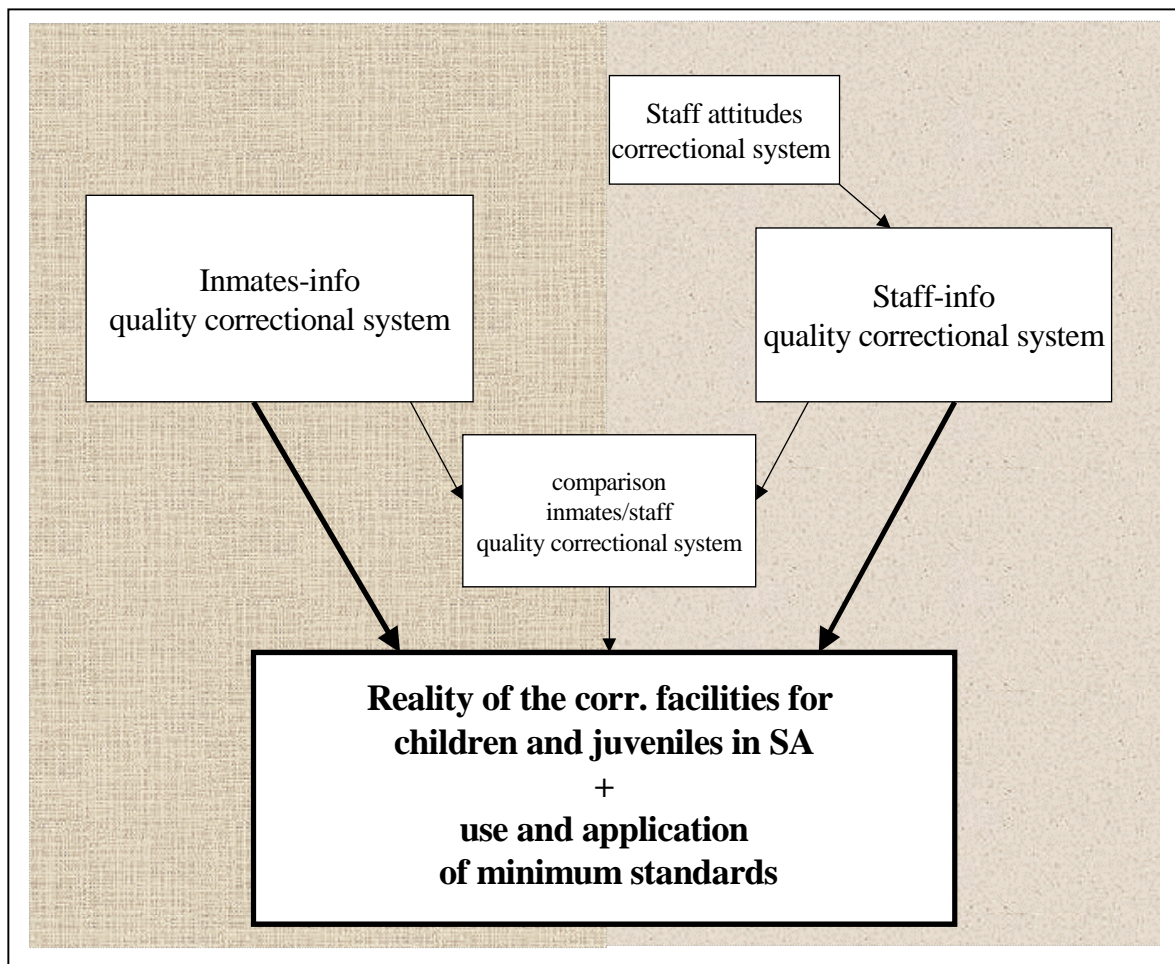 Staff attitudes
correctional system
Inmates-info
quality correctional system
Staff-info
quality correctional system
comparison
inmates/staff
quality correctional system
Reality of the corr. facilities for
children and juveniles in SA
+
use and application
of minimum standards